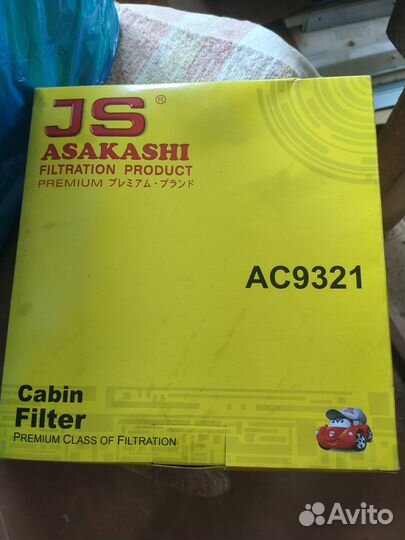 JS®
ASAKASHI
FILTRATION PRODUCT
PREMIUM プレミアム・ブランド
AC9321
Cabin
Filter
PREMIUM CLASS OF FILTRATION
Avito